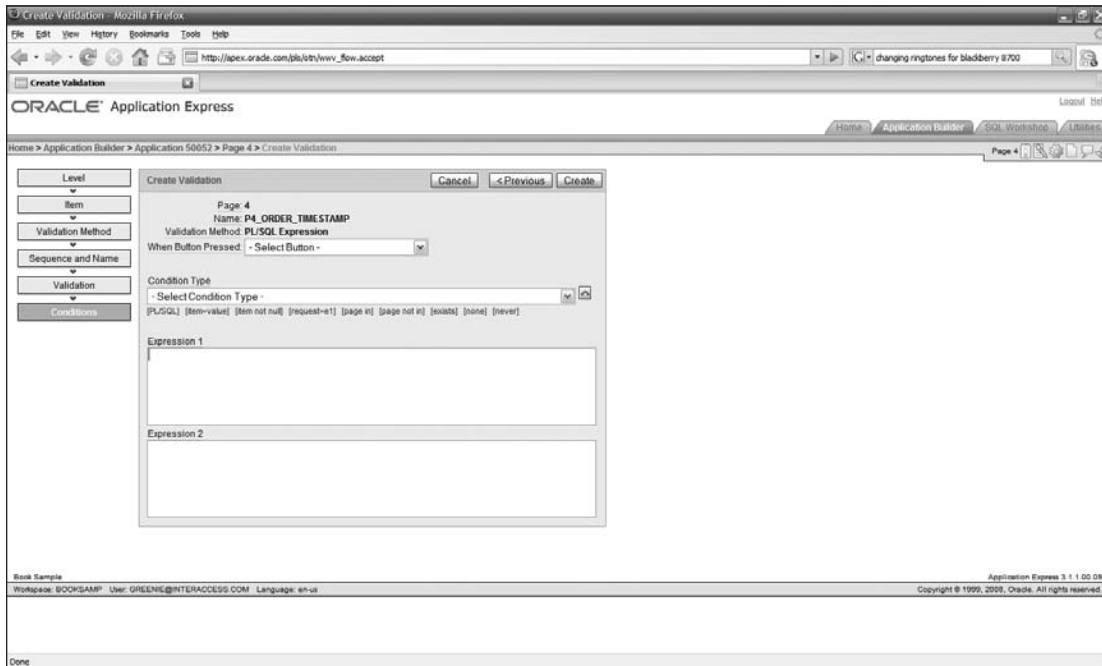 Create Validation - Mozilla Firefox
File Edit View History Bookmarks Tools Help
http://apex.oracle.com/pls/otn/wwv_flow.accept
changing ringtones for blackberry 8700
Create Validation
ORACLE Application Express
Logout Hel
Home Application Builder SQL Workshop Utilities
Home > Application Builder > Application 50052 > Page 4 > Create Validation
Page 4
Level
Item
Validation Method
Sequence and Name
Validation
Conditions
Create Validation
Cancel < Previous Create
Page: 4
Name: P4_ORDER_TIMESTAMP
Validation Method: PL/SQL Expression
When Button Pressed: - Select Button -
Condition Type
- Select Condition Type -
[PL/SQL] [item=value] [item not null] [request=e1] [page in] [page not in] [exists] [none] [never]
Expression 1
Expression 2
Book Sample
Application Express 3.1.1.00.09
Workspace: BOOKSAMP User: GREENIE@INTERACCESS.COM Language: en-us
Copyright © 1999, 2008, Oracle. All rights reserved.
Done